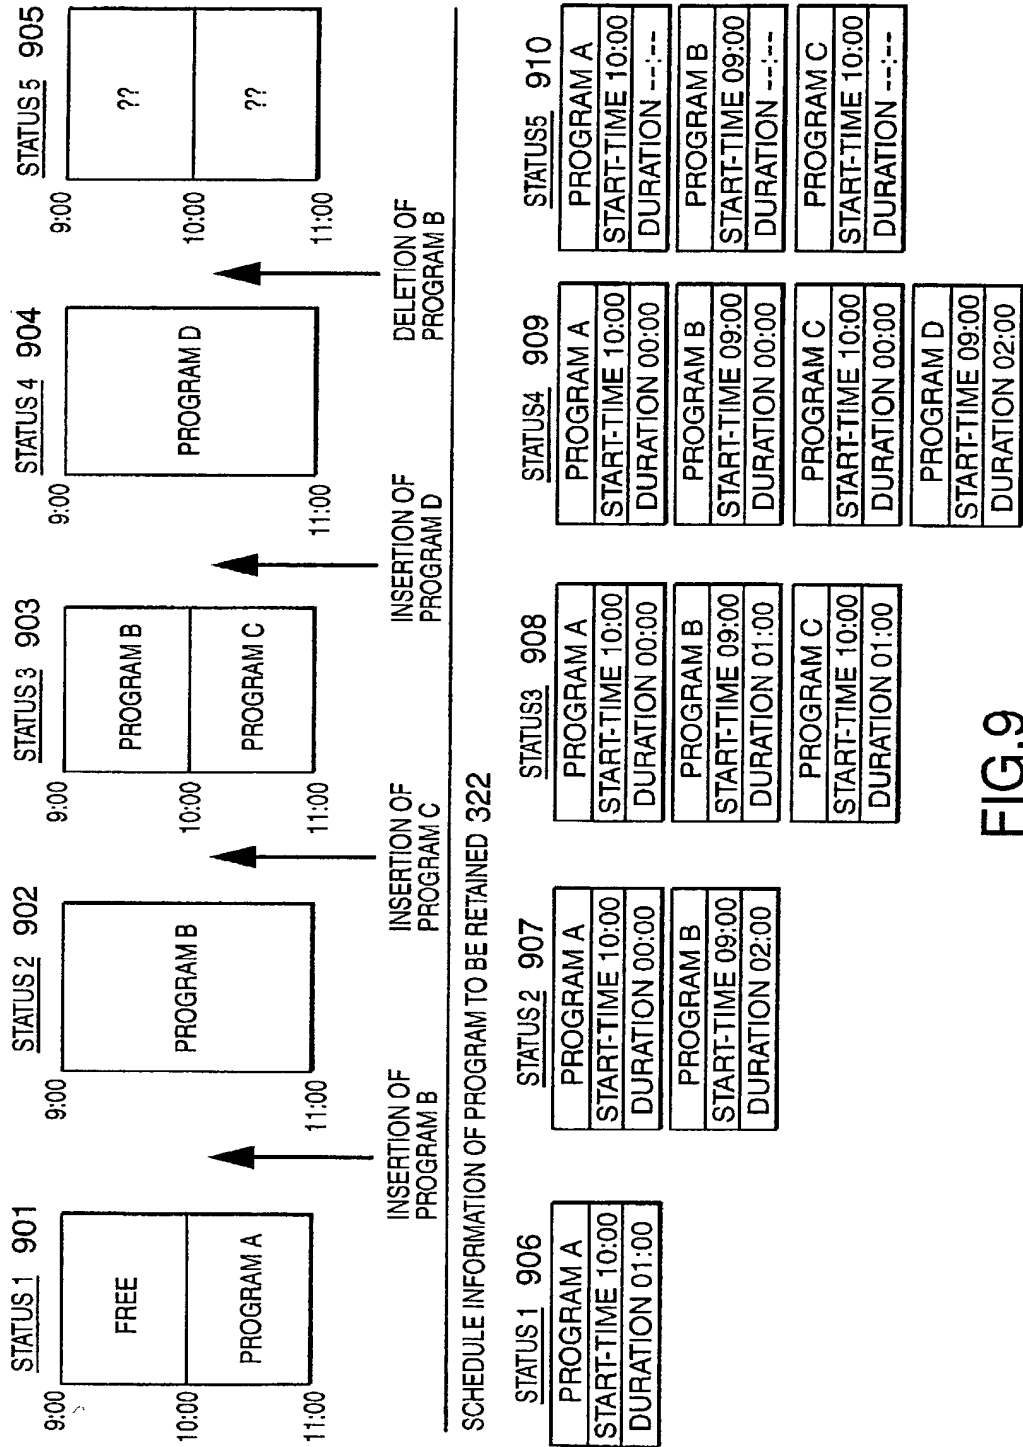 STATUS 1 901
9:00
FREE
10:00
PROGRAM A
11:00
INSERTION OF
PROGRAM B
STATUS 2 902
9:00
PROGRAM B
11:00
INSERTION OF
PROGRAM C
STATUS 3 903
9:00
PROGRAM B
10:00
PROGRAM C
11:00
INSERTION OF
PROGRAM D
STATUS 4 904
9:00
PROGRAM D
11:00
DELETION OF
PROGRAM B
STATUS 5 905
9:00
??
10:00
??
11:00
SCHEDULE INFORMATION OF PROGRAM TO BE RETAINED 322
STATUS 1 906
PROGRAM A
START-TIME 10:00
DURATION 01:00
STATUS 2 907
PROGRAM A
START-TIME 10:00
DURATION 00:00
PROGRAM B
START-TIME 09:00
DURATION 02:00
STATUS3 908
PROGRAM A
START-TIME 10:00
DURATION 00:00
PROGRAM B
START-TIME 09:00
DURATION 01:00
PROGRAM C
START-TIME 10:00
DURATION 01:00
STATUS4 909
PROGRAM A
START-TIME 10:00
DURATION 00:00
PROGRAM B
START-TIME 09:00
DURATION 00:00
PROGRAM C
START-TIME 10:00
DURATION 00:00
PROGRAM D
START-TIME 09:00
DURATION 02:00
STATUS5 910
PROGRAM A
START-TIME 10:00
DURATION --:--
PROGRAM B
START-TIME 09:00
DURATION --:--
PROGRAM C
START-TIME 10:00
DURATION --:--
FIG.9